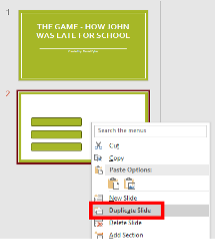 1
THE GAME - HOW JOHN
WAS LATE FOR SCHOOL
2
Search the menus
Cut
Copy
Paste Options:
New Slide
Duplicate Slide
Delete Slide
Add Section